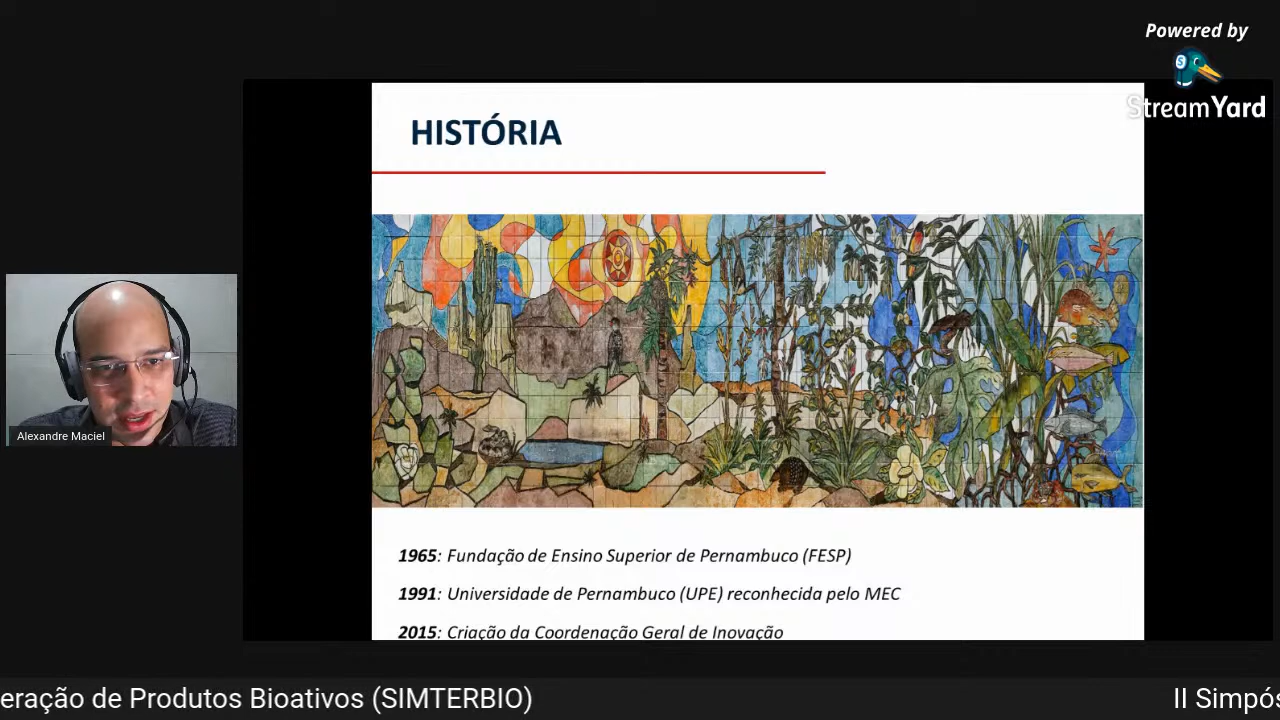 Powered by
StreamYard
HISTÓRIA
Alexandre Maciel
1965: Fundação de Ensino Superior de Pernambuco (FESP)
1991: Universidade de Pernambuco (UPE) reconhecida pelo MEC
2015: Criação da Coordenação Geral de Inovação
eração de Produtos Bioativos (SIMTERBIO)
II Simpós